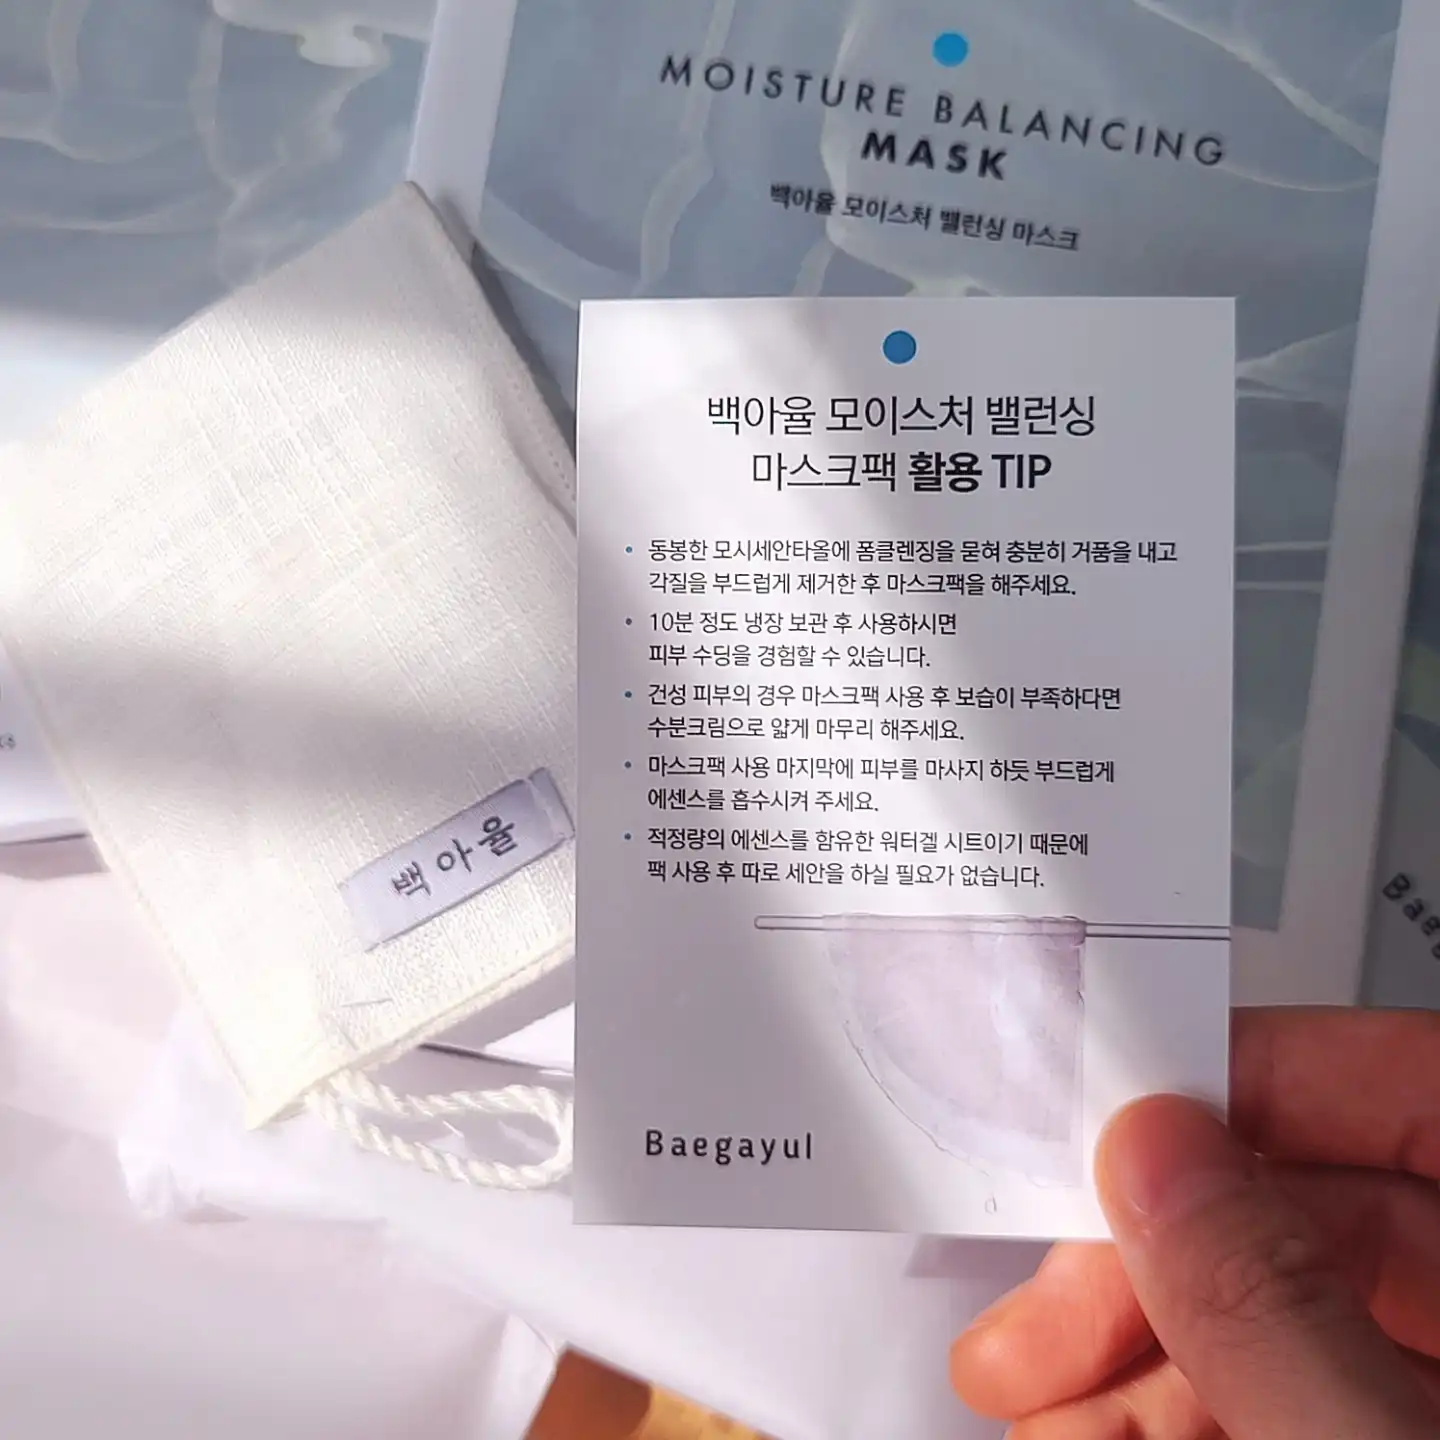 MOISTURE BALANCING
MASK
백아율 모이스처 밸런싱 마스크
백아율 모이스처 밸런싱
마스크팩 활용 TIP
• 동봉한 모시세안타올에 폼클렌징을 묻혀 충분히 거품을 내고
각질을 부드럽게 제거한 후 마스크팩을 해주세요.
• 10분 정도 냉장 보관 후 사용하시면
피부 수딩을 경험할 수 있습니다.
• 건성 피부의 경우 마스크팩 사용 후 보습이 부족하다면
수분크림으로 얇게 마무리 해주세요.
• 마스크팩 사용 마지막에 피부를 마사지 하듯 부드럽게
에센스를 흡수시켜 주세요.
• 적정량의 에센스를 함유한 워터겔 시트이기 때문에
팩 사용 후 따로 세안을 하실 필요가 없습니다.
Baegayul
백아율
Baeg